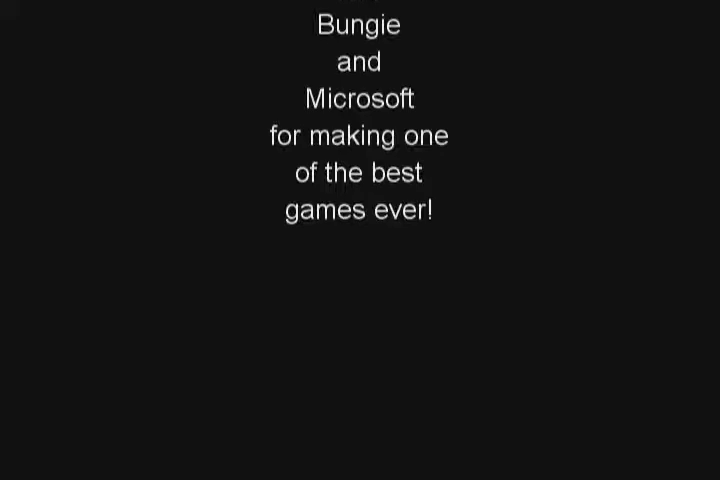 Bungie
and
Microsoft
for making one
of the best
games ever!